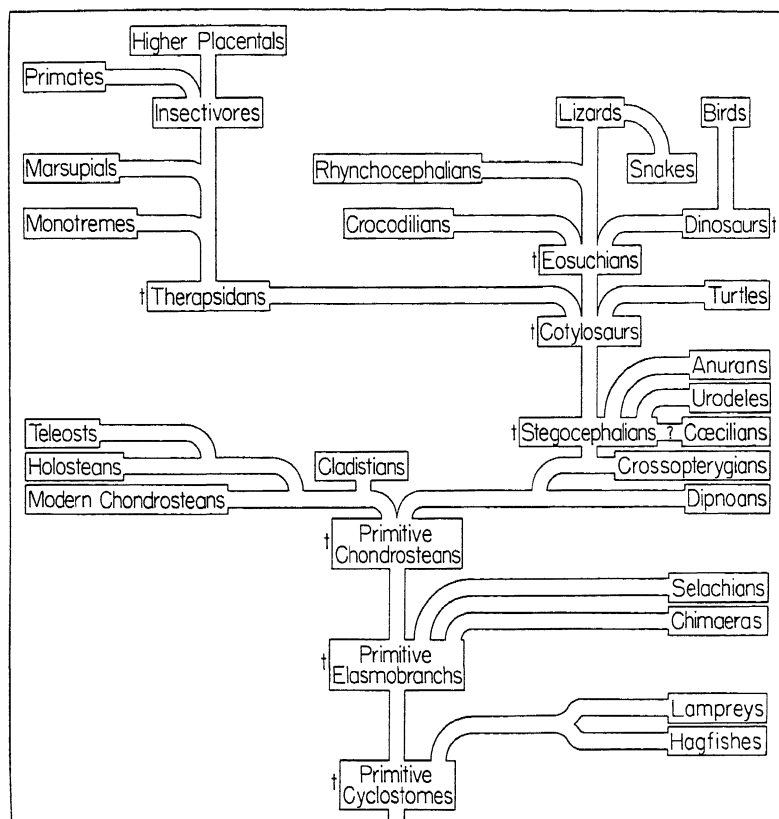 Higher Placentals
Primates
Insectivores
Lizards
Birds
Marsupials
Rhynchocephalians
Snakes
Monotremes
Crocodilians
Dinosaurs †
† Eosuchians
† Therapsidans
Turtles
† Cotylosaurs
Anurans
Urodeles
Teleosts
† Stegocephalians ? Cœcilians
Holosteans
Cladistians
Crossopterygians
Modern Chondrosteans
Dipnoans
† Primitive
Chondrosteans
Selachians
Chimaeras
† Primitive
Elasmobranchs
Lampreys
Hagfishes
† Primitive
Cyclostomes